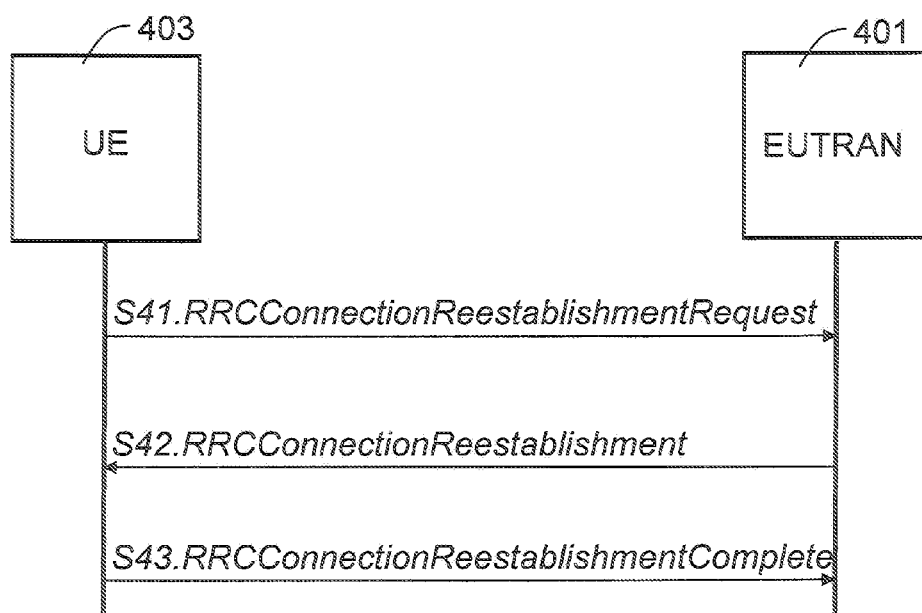 403
401
UE
EUTRAN
S41.RRCConnectionReestablishmentRequest
S42.RRCConnectionReestablishment
S43.RRCConnectionReestablishmentComplete